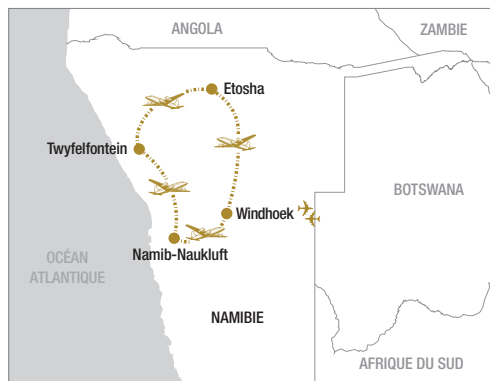 ANGOLA
ZAMBIE
Etosha
Twyfelfontein
BOTSWANA
Windhoek
Namib-Naukluft
OCÉAN
ATLANTIQUE
NAMIBIE
AFRIQUE DU SUD